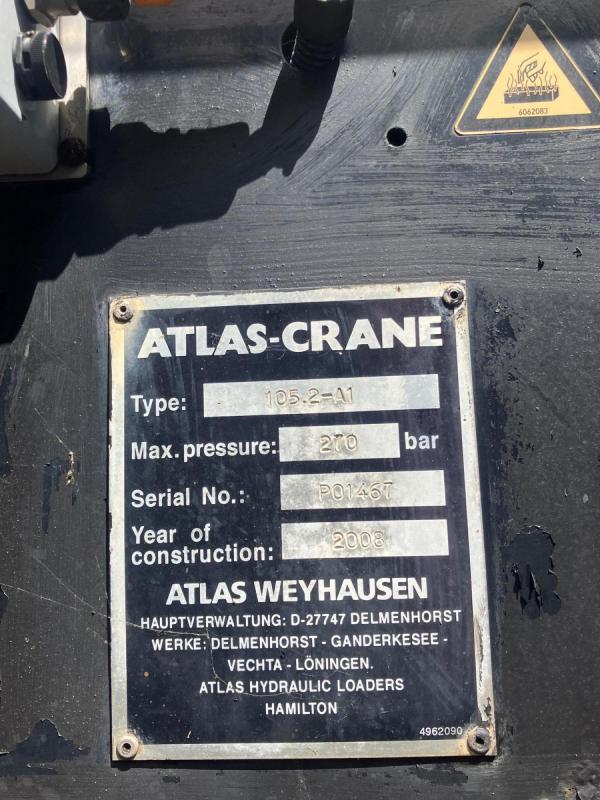 6062083
ATLAS-CRANE
Type: 105.2-A1
Max. pressure: 270 bar
Serial No.: P01467
Year of
construction: 2008
ATLAS WEYHAUSEN
HAUPTVERWALTUNG: D-27747 DELMENHORST
WERKE: DELMENHORST - GANDERKESEE -
VECHTA - LÖNINGEN.
ATLAS HYDRAULIC LOADERS
HAMILTON
4962090